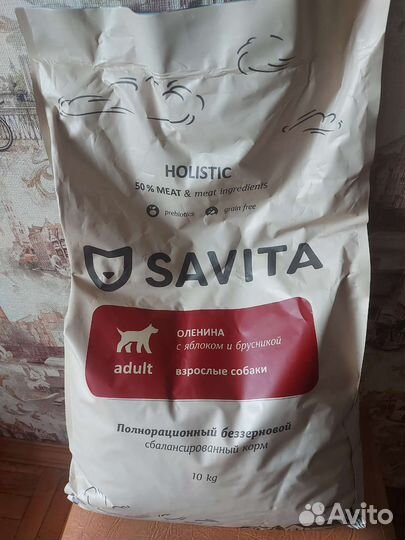 HOLISTIC
50 % MEAT & meat ingredients
prebiotics grain free
SAVITA
ОЛЕНИНА
с яблоком и брусникой
adult взрослые собаки
Полнорационный беззерновой
сбалансированный корм
10 kg
Avito